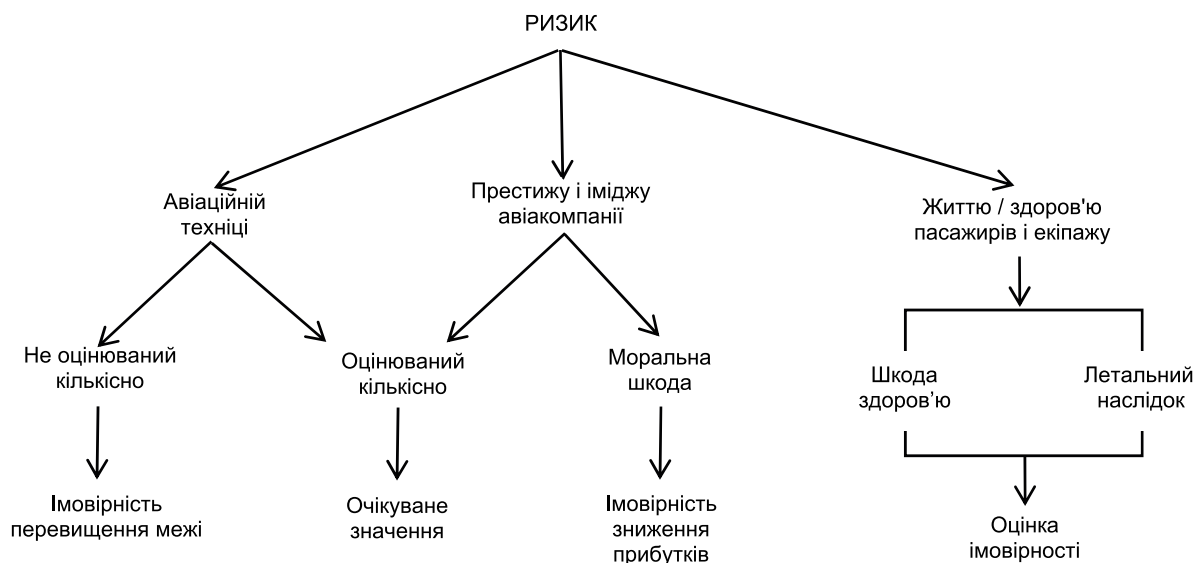 РИЗИК
Авіаційній
техніці
Престижу і іміджу
авіакомпанії
Життю / здоров'ю
пасажирів і екіпажу
Не оцінюваний
кількісно
Оцінюваний
кількісно
Моральна
шкода
Шкода
здоров’ю
Летальний
наслідок
Імовірність
перевищення межі
Очікуване
значення
Імовірність
зниження
прибутків
Оцінка
імовірності